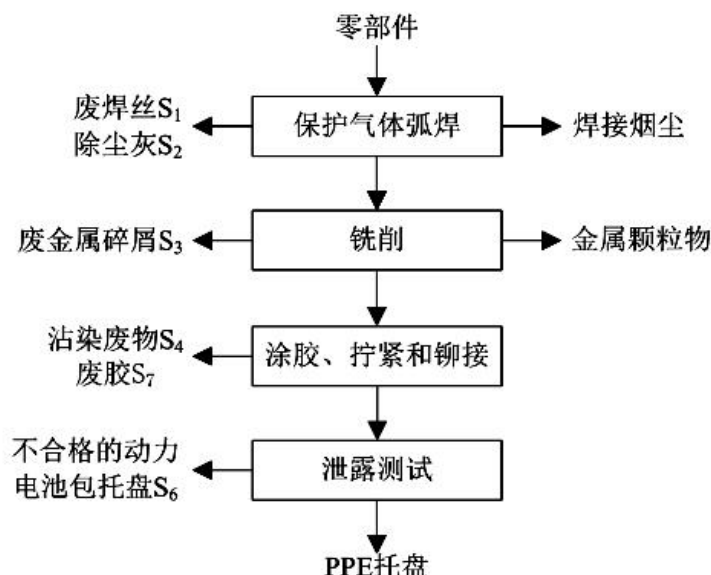 零部件
废焊丝S₁
除尘灰S₂
保护气体弧焊
焊接烟尘
废金属碎屑S₃
铣削
金属颗粒物
沾染废物S₄
废胶S₇
涂胶、拧紧和铆接
不合格的动力
电池包托盘S₆
泄露测试
PPE托盘